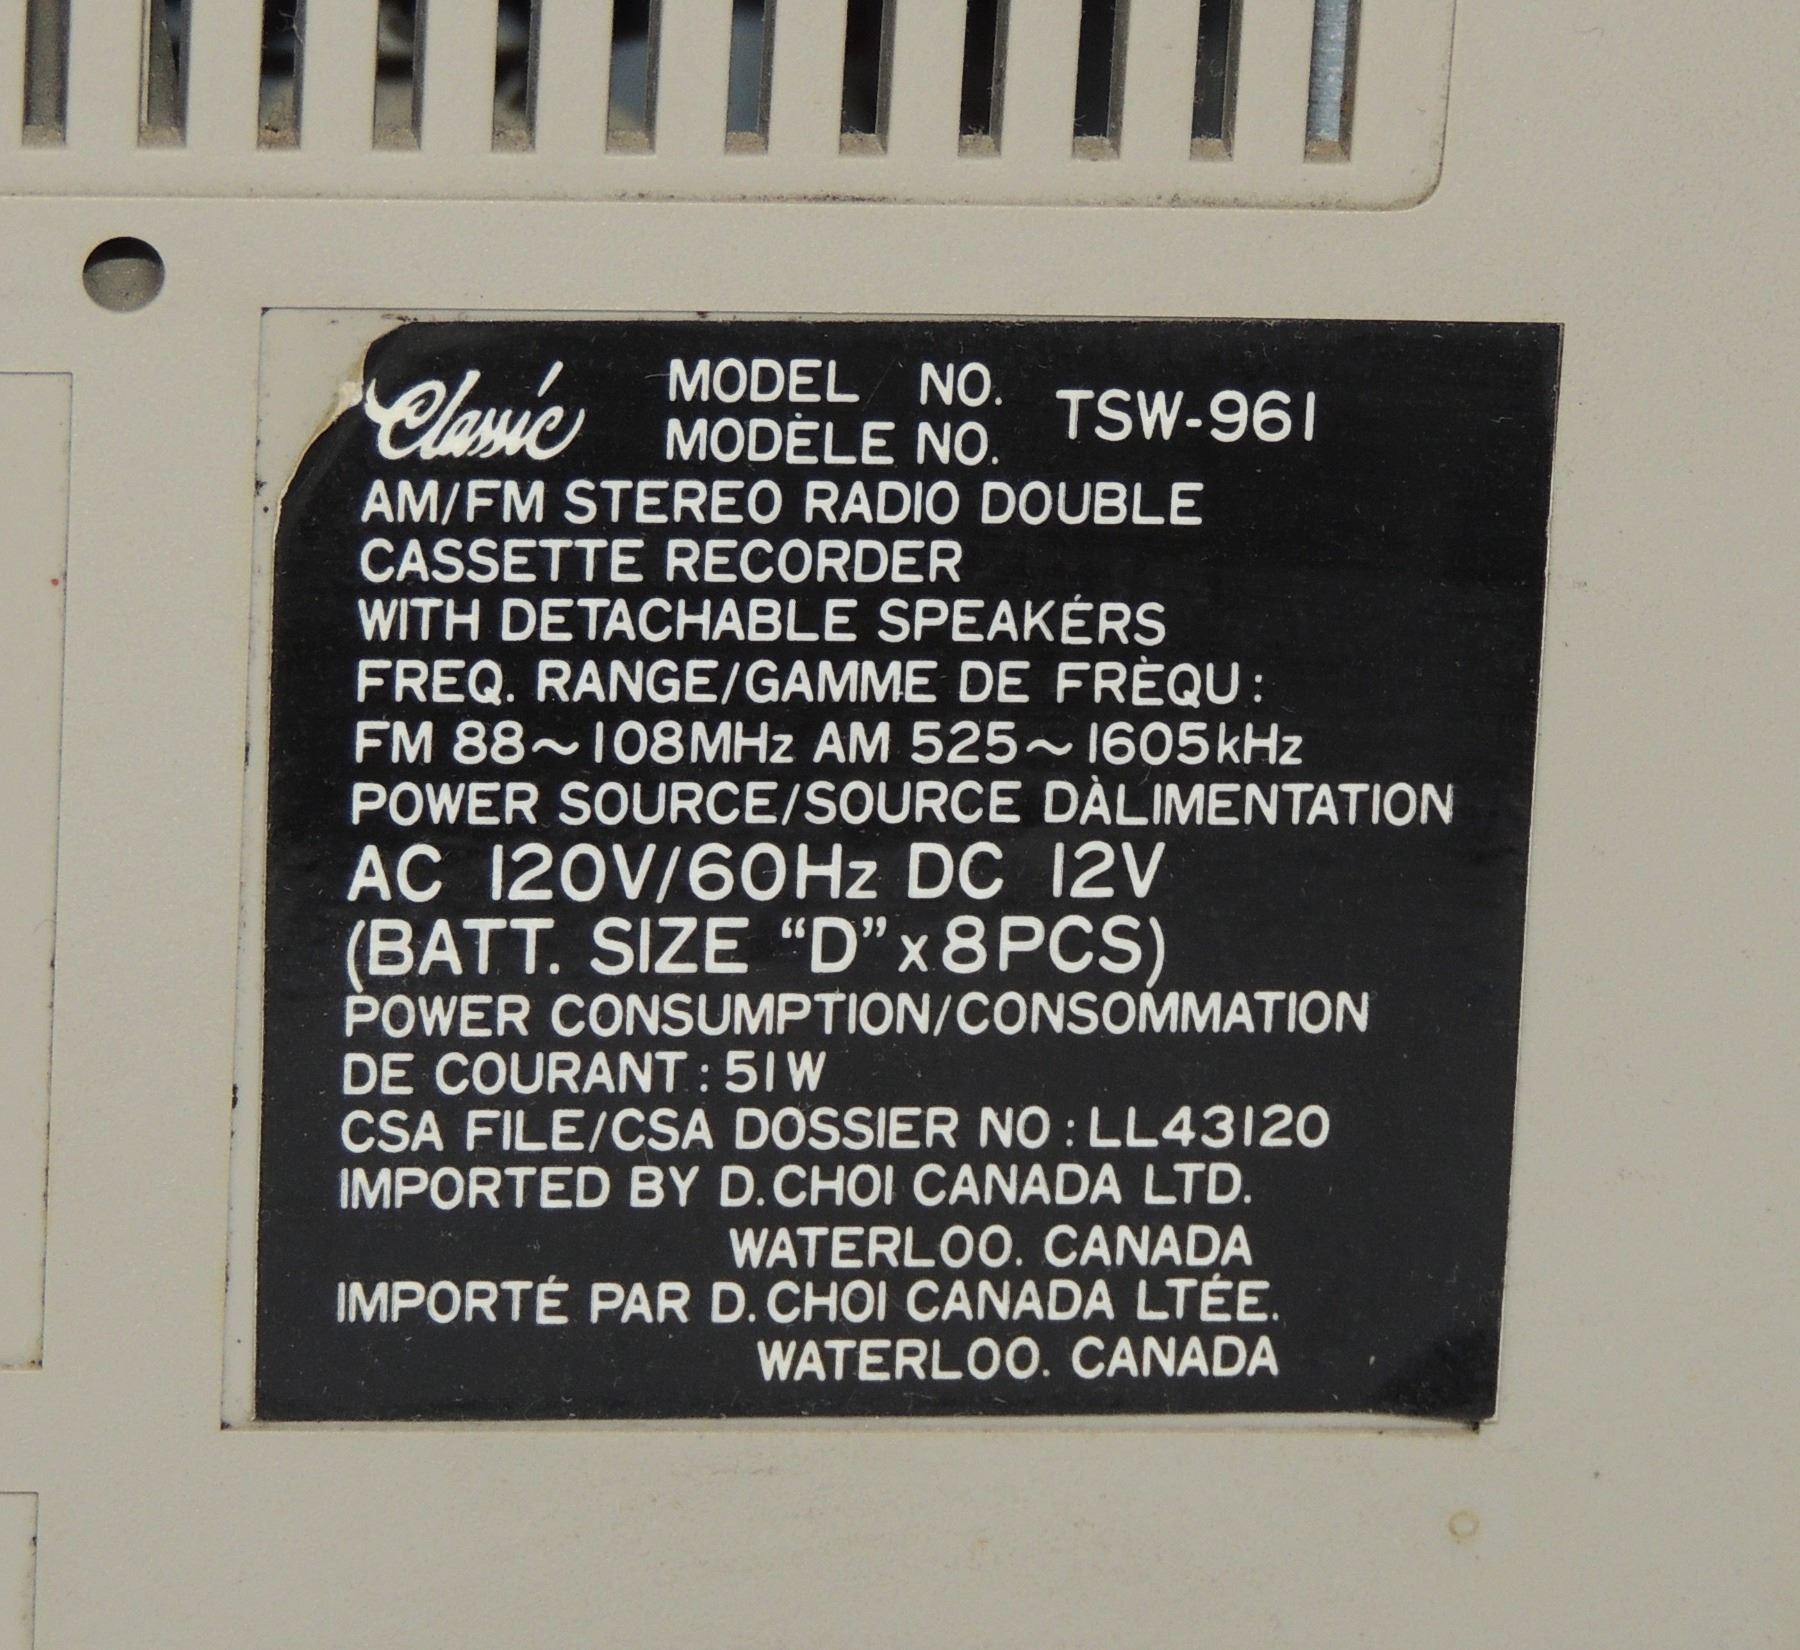 Classic
MODEL NO.
MODÈLE NO.
TSW-961
AM/FM STEREO RADIO DOUBLE
CASSETTE RECORDER
WITH DETACHABLE SPEAKÉRS
FREQ. RANGE/GAMME DE FRÈQU:
FM 88~108MHz AM 525~1605kHz
POWER SOURCE/SOURCE DÀLIMENTATION
AC 120V/60Hz DC 12V
(BATT. SIZE “D” x 8PCS)
POWER CONSUMPTION/CONSOMMATION
DE COURANT: 51W
CSA FILE/CSA DOSSIER NO: LL43120
IMPORTED BY D.CHOI CANADA LTD.
WATERLOO. CANADA
IMPORTÉ PAR D.CHOI CANADA LTÉE.
WATERLOO. CANADA